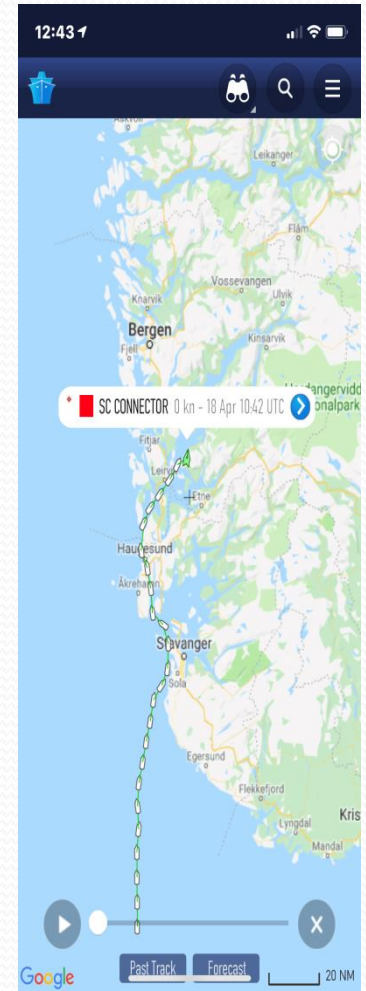 12:43
Askvoll
Leikanger
Flåm
Vossevangen
Ulvik
Knarvik
Bergen
Kinsarvik
Fjell
SC CONNECTOR 0 kn - 18 Apr 10:42 UTC
Fitjar
Etne
Haugesund
Åkrehamn
Stavanger
Sola
Egersund
Flekkefjord
Kris
Lyngdal
Mandal
Google
Past Track
Forecast
20 NM